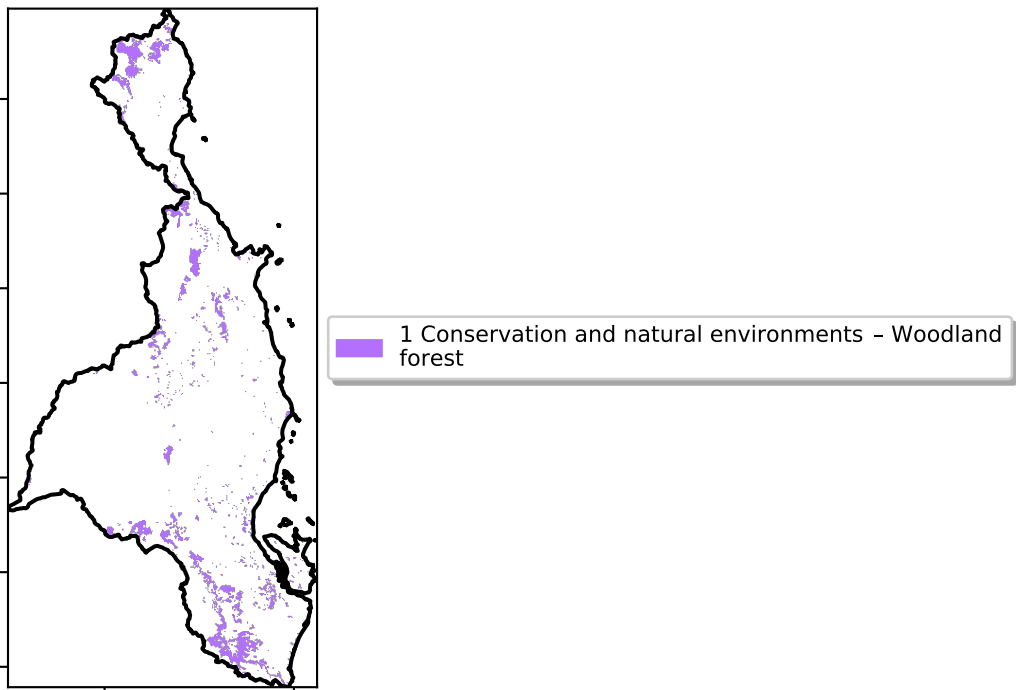 1 Conservation and natural environments – Woodland
forest